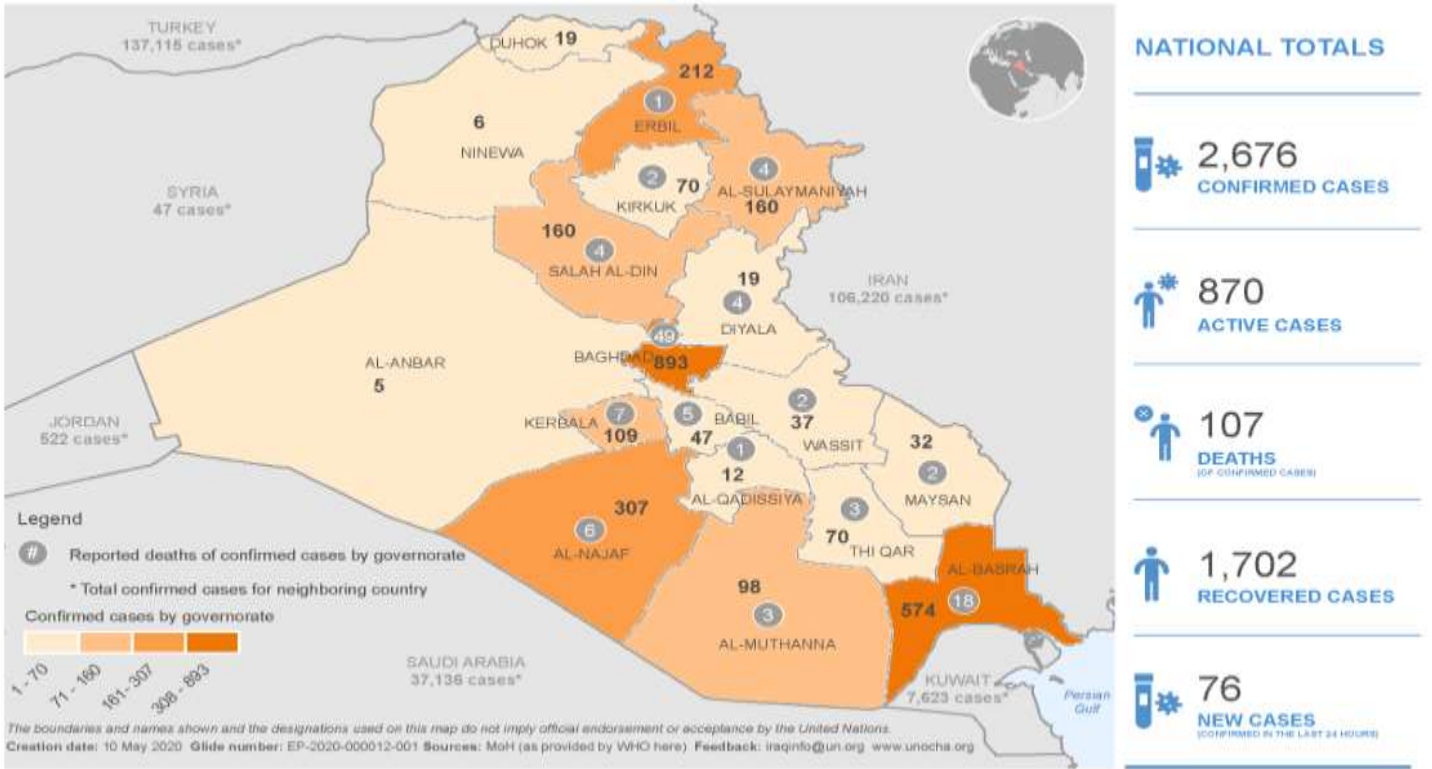 TURKEY
137,115 cases*
DUHOK 19
212
1
ERBIL
6
NINEWA
2
70
KIRKUK
4
AL-SULAYMANIYAH
160
SYRIA
47 cases*
160
4
SALAH AL-DIN
19
4
DIYALA
IRAN
106,220 cases*
49
BAGHDAD 893
AL-ANBAR
5
JORDAN
522 cases*
KERBALA
7
109
5
BABIL
47
2
37
WASSIT
32
2
MAYSAN
1
12
AL-QADISSIYA
307
6
AL-NAJAF
3
70
THI QAR
98
3
AL-MUTHANNA
AL-BASRAH
574
18
SAUDI ARABIA
37,136 cases*
KUWAIT
7,623 cases*
Persian
Gulf
Legend
# Reported deaths of confirmed cases by governorate
* Total confirmed cases for neighboring country
Confirmed cases by governorate
1 - 70
71 - 160
161- 307
308 - 893
The boundaries and names shown and the designations used on this map do not imply official endorsement or acceptance by the United Nations.
Creation date: 10 May 2020 Glide number: EP-2020-000012-001 Sources: MoH (as provided by WHO here) Feedback: iraqinfo@un.org www.unocha.org
NATIONAL TOTALS
2,676
CONFIRMED CASES
870
ACTIVE CASES
107
DEATHS
(OF CONFIRMED CASES)
1,702
RECOVERED CASES
76
NEW CASES
(CONFIRMED IN THE LAST 24 HOURS)